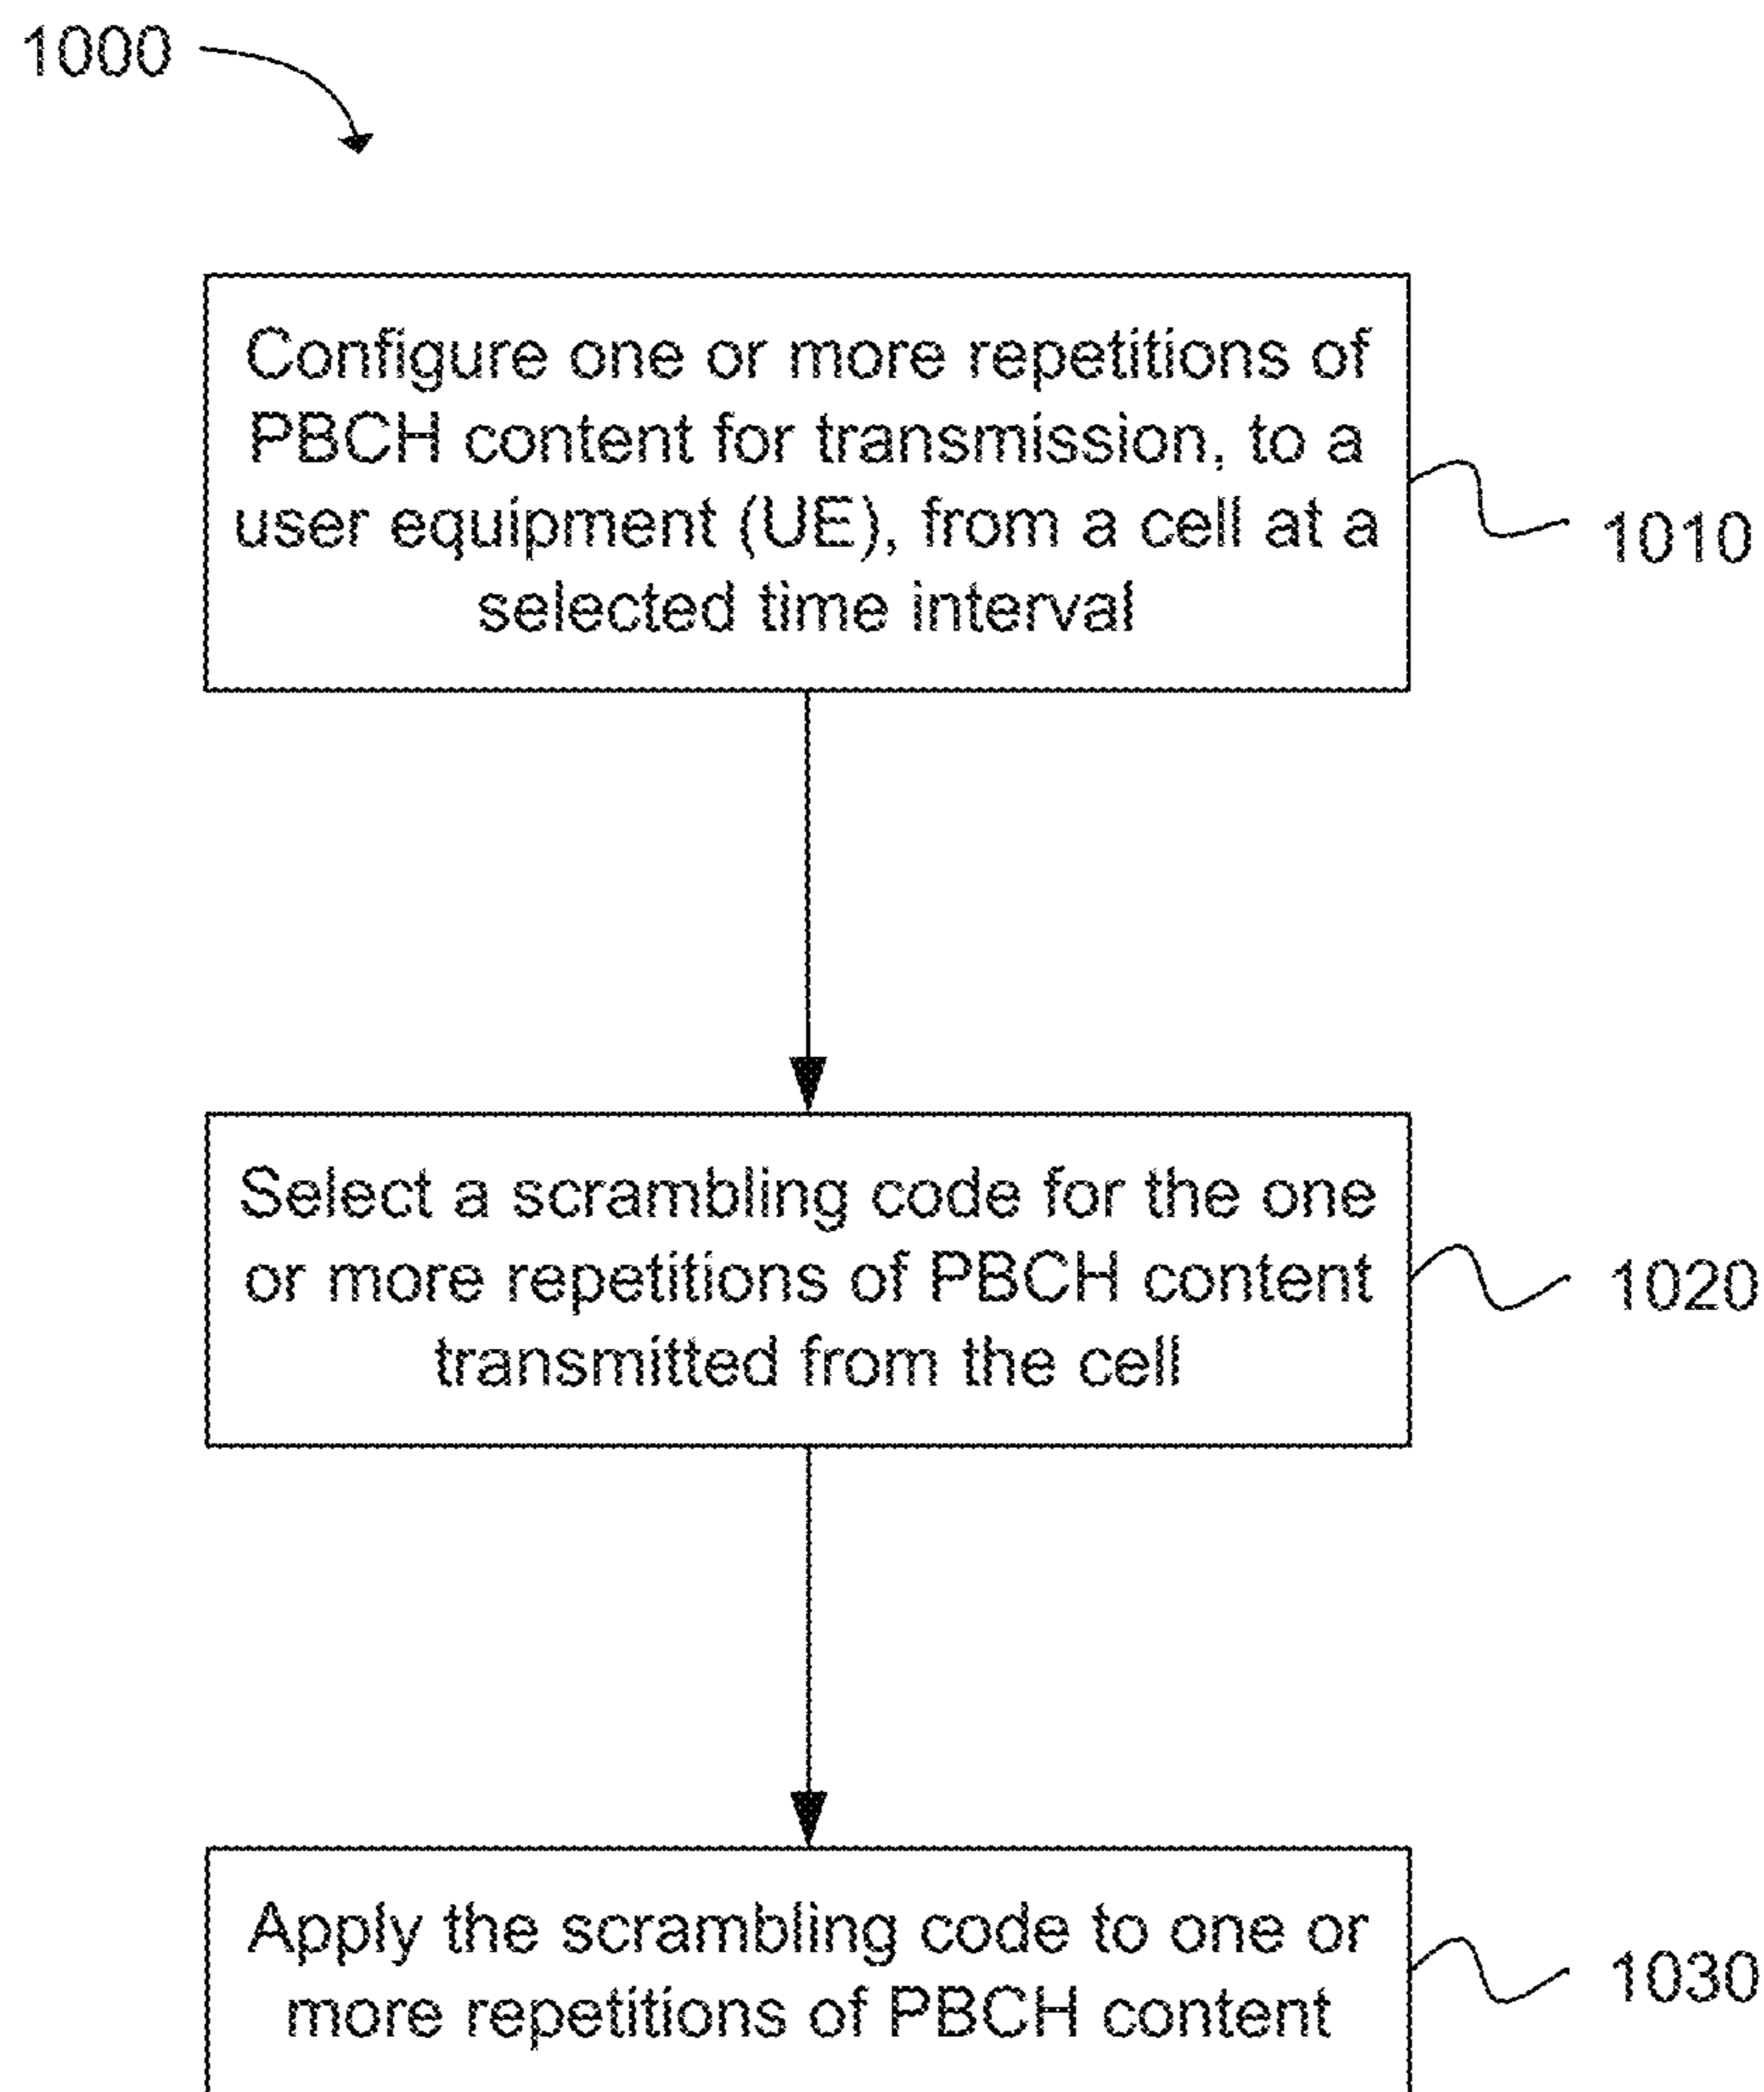 1000
Configure one or more repetitions of
PBCH content for transmission, to a
user equipment (UE), from a cell at a
selected time interval
1010
Select a scrambling code for the one
or more repetitions of PBCH content
transmitted from the cell
1020
Apply the scrambling code to one or
more repetitions of PBCH content
1030